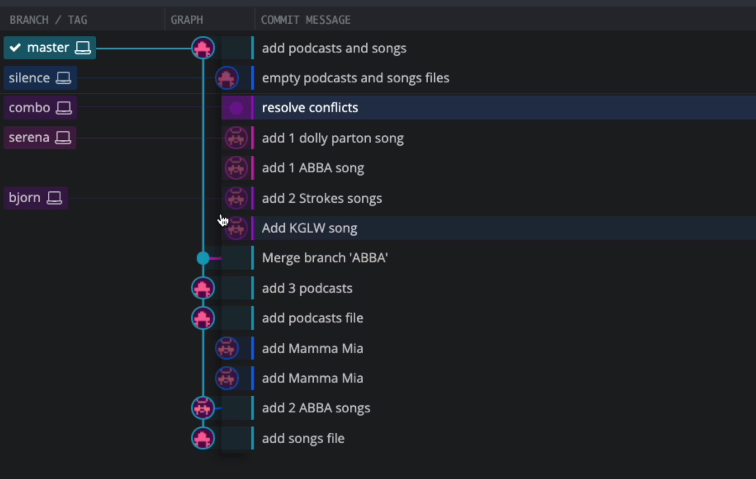 BRANCH / TAG GRAPH COMMIT MESSAGE
master add podcasts and songs
silence empty podcasts and songs files
combo resolve conflicts
serena add 1 dolly parton song
add 1 ABBA song
bjorn add 2 Strokes songs
Add KGLW song
Merge branch 'ABBA'
add 3 podcasts
add podcasts file
add Mamma Mia
add Mamma Mia
add 2 ABBA songs
add songs file